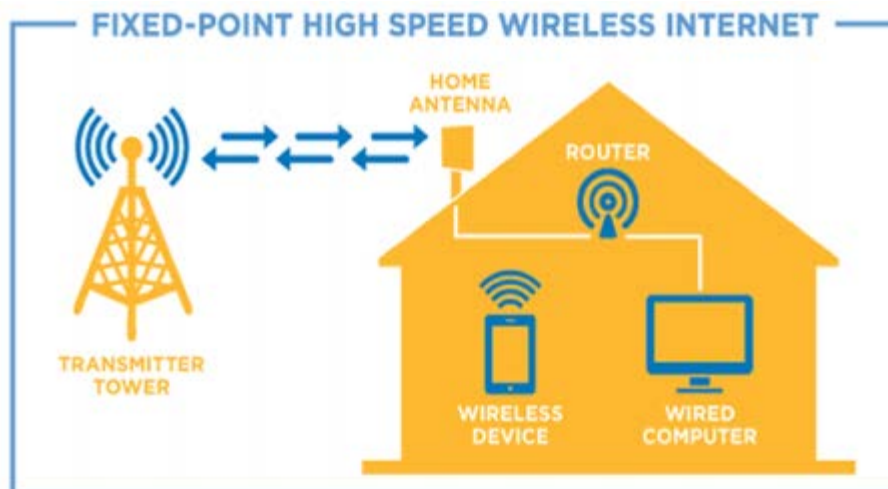 FIXED-POINT HIGH SPEED WIRELESS INTERNET
HOME
ANTENNA
ROUTER
TRANSMITTER
TOWER
WIRELESS
DEVICE
WIRED
COMPUTER